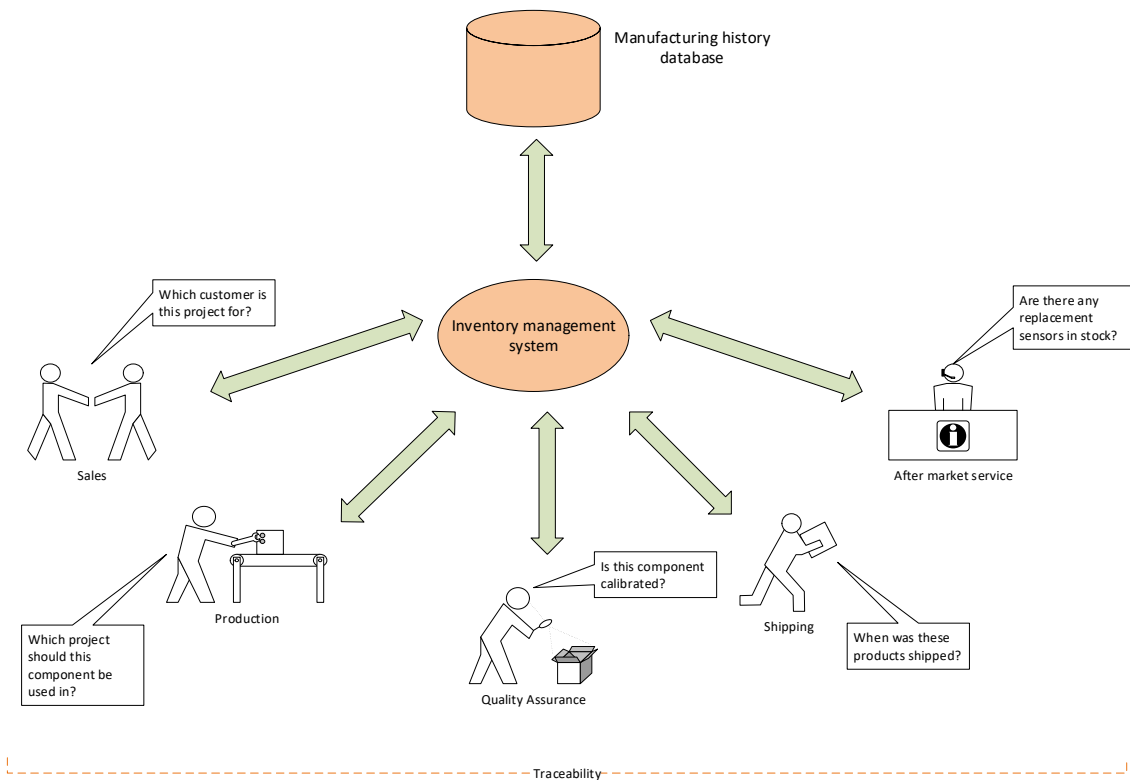 Manufacturing history
database
Inventory management
system
Which customer is
this project for?
Sales
Are there any
replacement
sensors in stock?
After market service
Production
Which project
should this
component be
used in?
Is this component
calibrated?
Quality Assurance
Shipping
When was these
products shipped?
Traceability